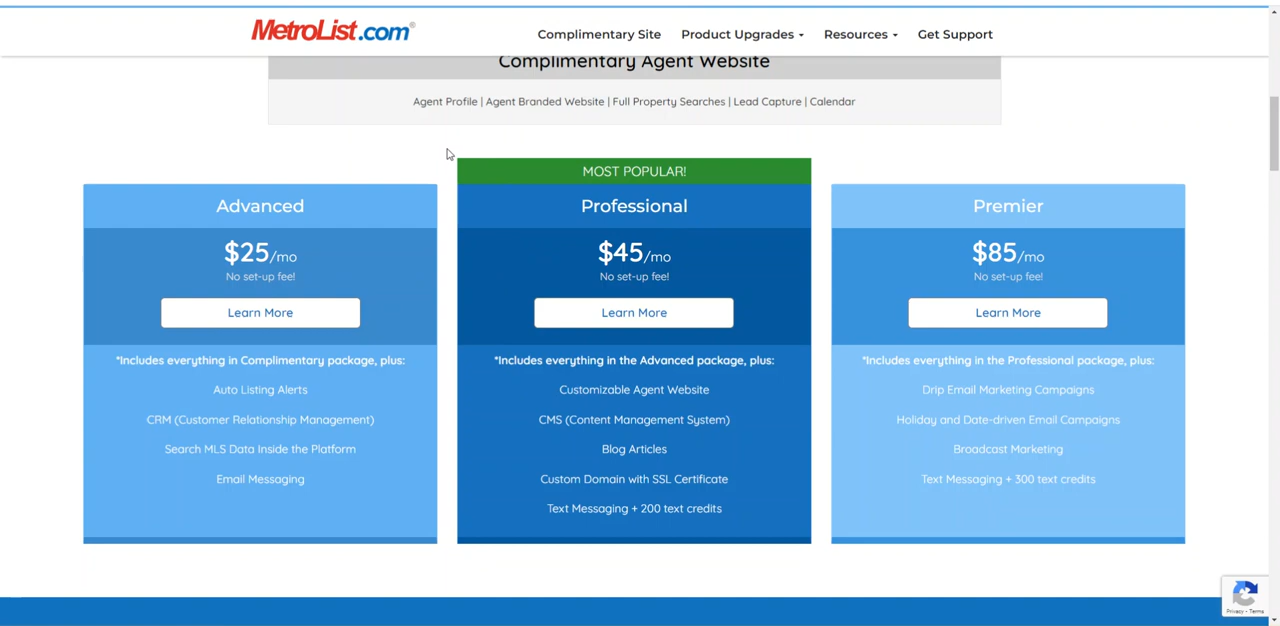 MetroList.com®
Complimentary Site Product Upgrades Resources Get Support
Complimentary Agent Website
Agent Profile | Agent Branded Website | Full Property Searches | Lead Capture | Calendar
MOST POPULAR!
Advanced
$25/mo
No set-up fee!
Learn More
*Includes everything in Complimentary package, plus:
Auto Listing Alerts
CRM (Customer Relationship Management)
Search MLS Data Inside the Platform
Email Messaging
Professional
$45/mo
No set-up fee!
Learn More
*Includes everything in the Advanced package, plus:
Customizable Agent Website
CMS (Content Management System)
Blog Articles
Custom Domain with SSL Certificate
Text Messaging + 200 text credits
Premier
$85/mo
No set-up fee!
Learn More
*Includes everything in the Professional package, plus:
Drip Email Marketing Campaigns
Holiday and Date-driven Email Campaigns
Broadcast Marketing
Text Messaging + 300 text credits
Privacy - Terms